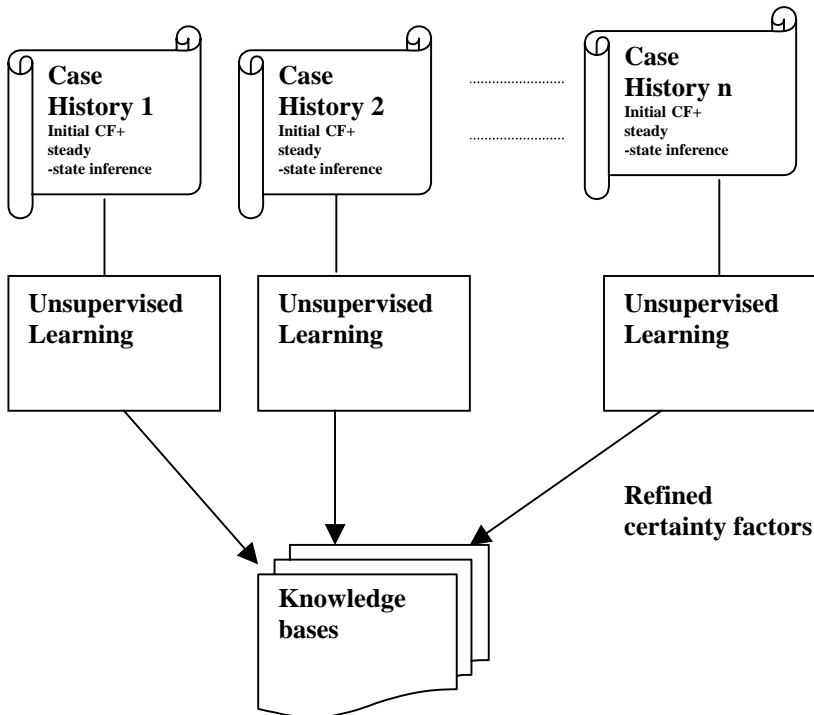 Case
History 1
Initial CF+
steady
-state inference
Case
History 2
Initial CF+
steady
-state inference
Case
History n
Initial CF+
steady
-state inference
Unsupervised
Learning
Unsupervised
Learning
Unsupervised
Learning
Refined
certainty factors
Knowledge
bases